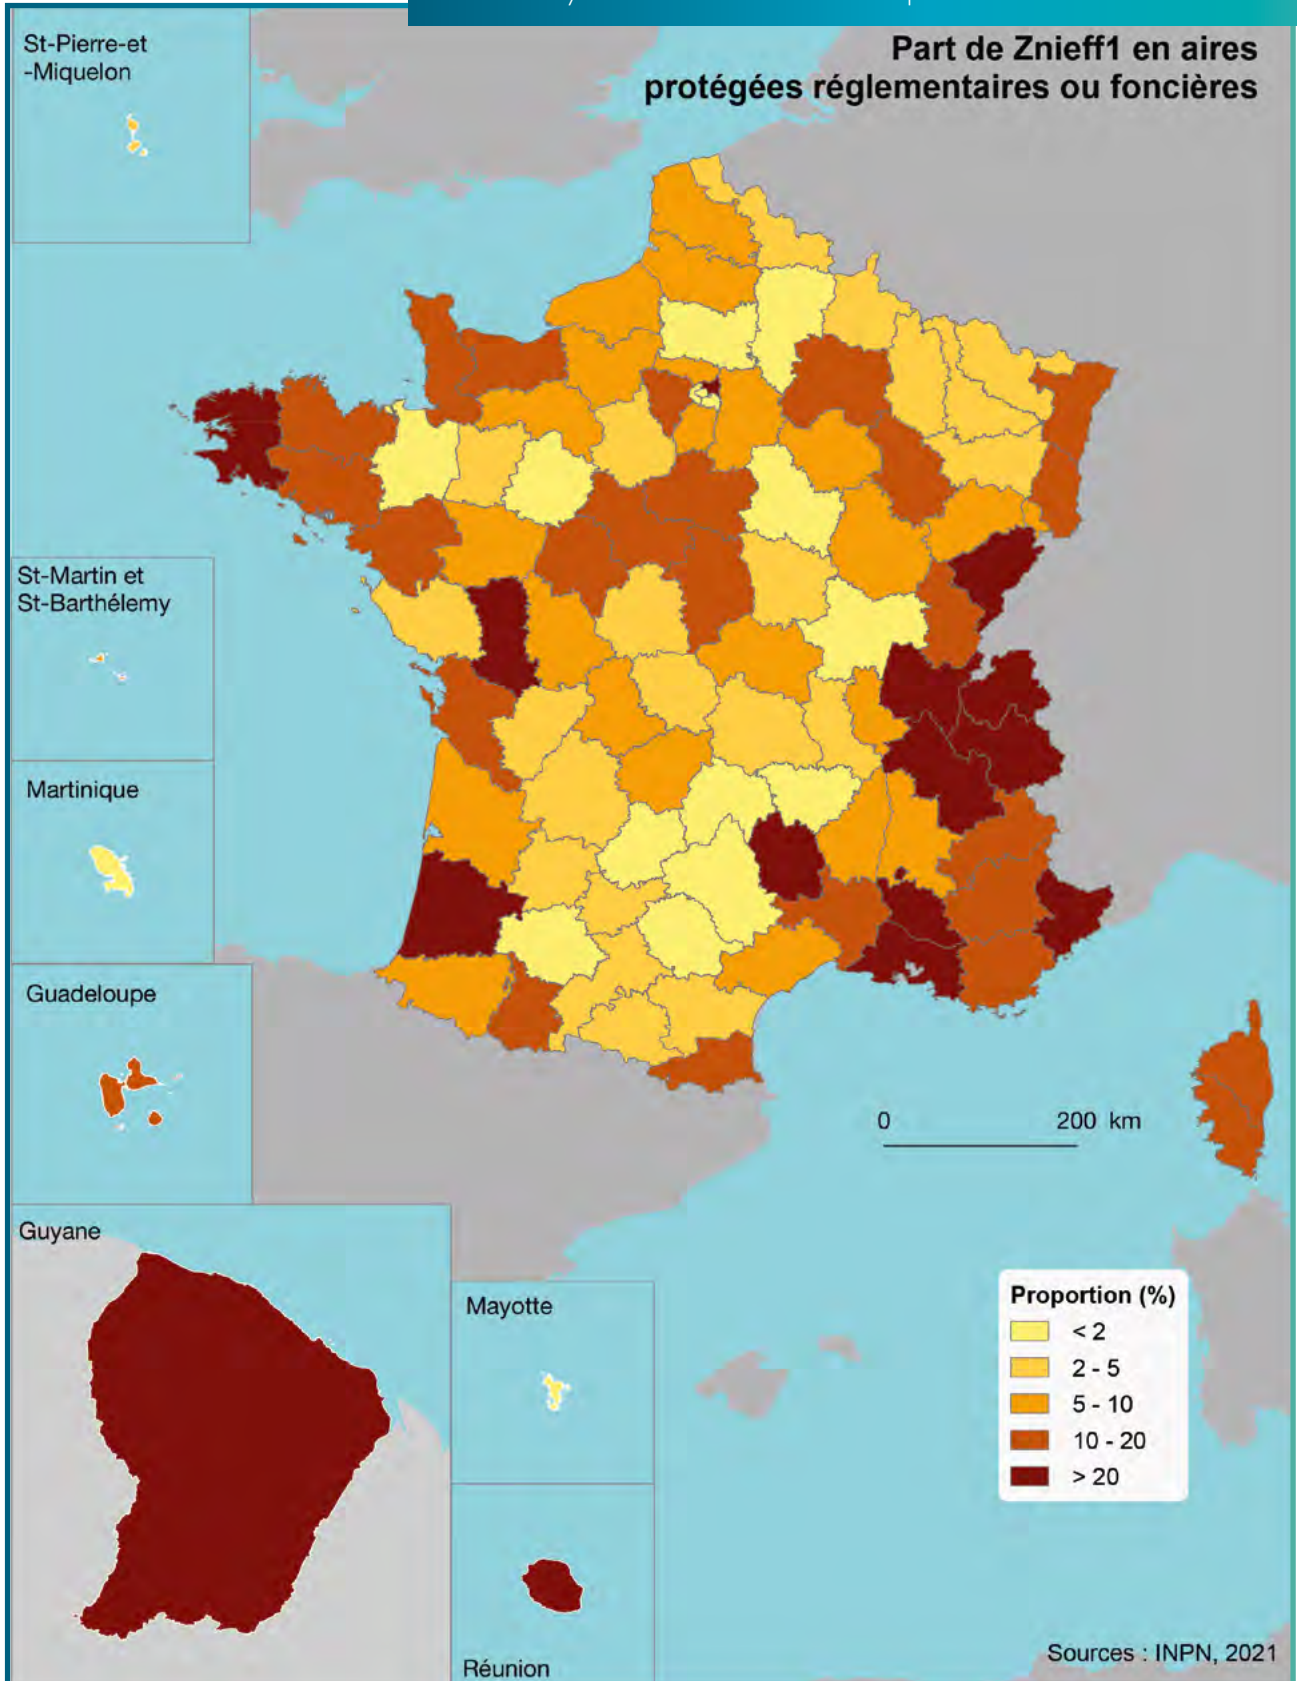 Part de Znieff1 en aires
protégées réglementaires ou foncières
St-Pierre-et
-Miquelon
St-Martin et
St-Barthélemy
Martinique
Guadeloupe
0 200 km
Guyane
Mayotte
Réunion
Proportion (%)
< 2
2 - 5
5 - 10
10 - 20
> 20
Sources : INPN, 2021